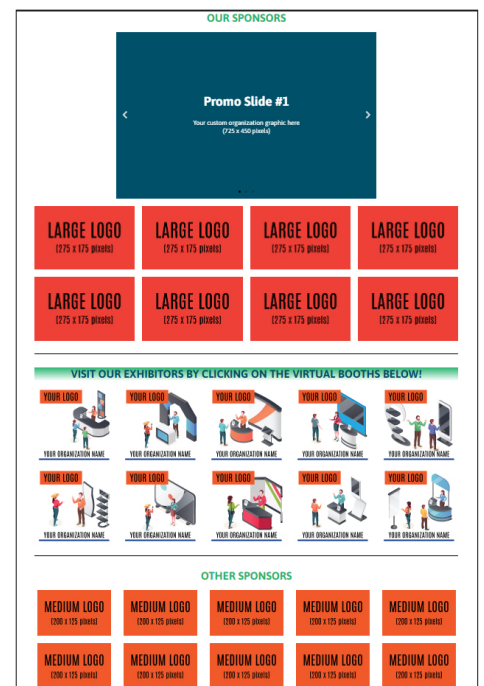 OUR SPONSORS
Promo Slide #1
Your custom organization graphic here
(725 x 450 pixels)
LARGE LOGO LARGE LOGO LARGE LOGO LARGE LOGO
(275 x 175 pixels) (275 x 175 pixels) (275 x 175 pixels) (275 x 175 pixels)
LARGE LOGO LARGE LOGO LARGE LOGO LARGE LOGO
(275 x 175 pixels) (275 x 175 pixels) (275 x 175 pixels) (275 x 175 pixels)
VISIT OUR EXHIBITORS BY CLICKING ON THE VIRTUAL BOOTHS BELOW!
YOUR LOGO YOUR LOGO YOUR LOGO YOUR LOGO YOUR LOGO
YOUR ORGANIZATION NAME YOUR ORGANIZATION NAME YOUR ORGANIZATION NAME YOUR ORGANIZATION NAME YOUR ORGANIZATION NAME
YOUR LOGO YOUR LOGO YOUR LOGO YOUR LOGO YOUR LOGO
YOUR ORGANIZATION NAME YOUR ORGANIZATION NAME YOUR ORGANIZATION NAME YOUR ORGANIZATION NAME YOUR ORGANIZATION NAME
OTHER SPONSORS
MEDIUM LOGO MEDIUM LOGO MEDIUM LOGO MEDIUM LOGO MEDIUM LOGO
(200 x 125 pixels) (200 x 125 pixels) (200 x 125 pixels) (200 x 125 pixels) (200 x 125 pixels)
MEDIUM LOGO MEDIUM LOGO MEDIUM LOGO MEDIUM LOGO MEDIUM LOGO
(200 x 125 pixels) (200 x 125 pixels) (200 x 125 pixels) (200 x 125 pixels) (200 x 125 pixels)